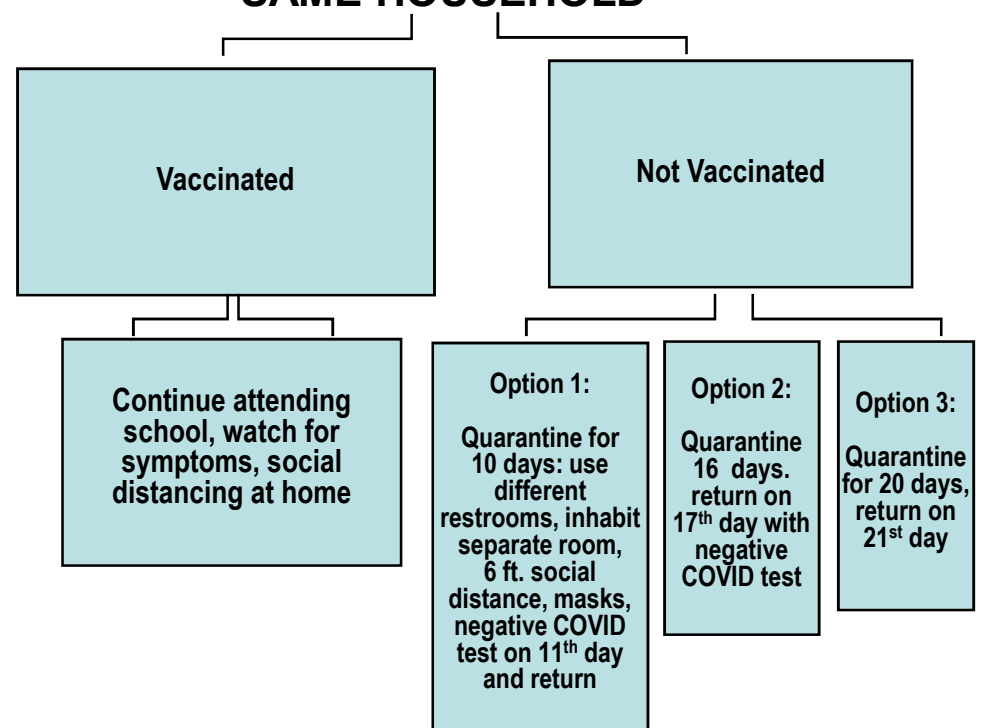 SAME HOUSEHOLD
Vaccinated
Not Vaccinated
Continue attending
school, watch for
symptoms, social
distancing at home
Option 1:
Quarantine for
10 days: use
different
restrooms, inhabit
separate room,
6 ft. social
distance, masks,
negative COVID
test on 11th day
and return
Option 2:
Quarantine
16 days.
return on
17th day with
negative
COVID test
Option 3:
Quarantine
for 20 days,
return on
21st day